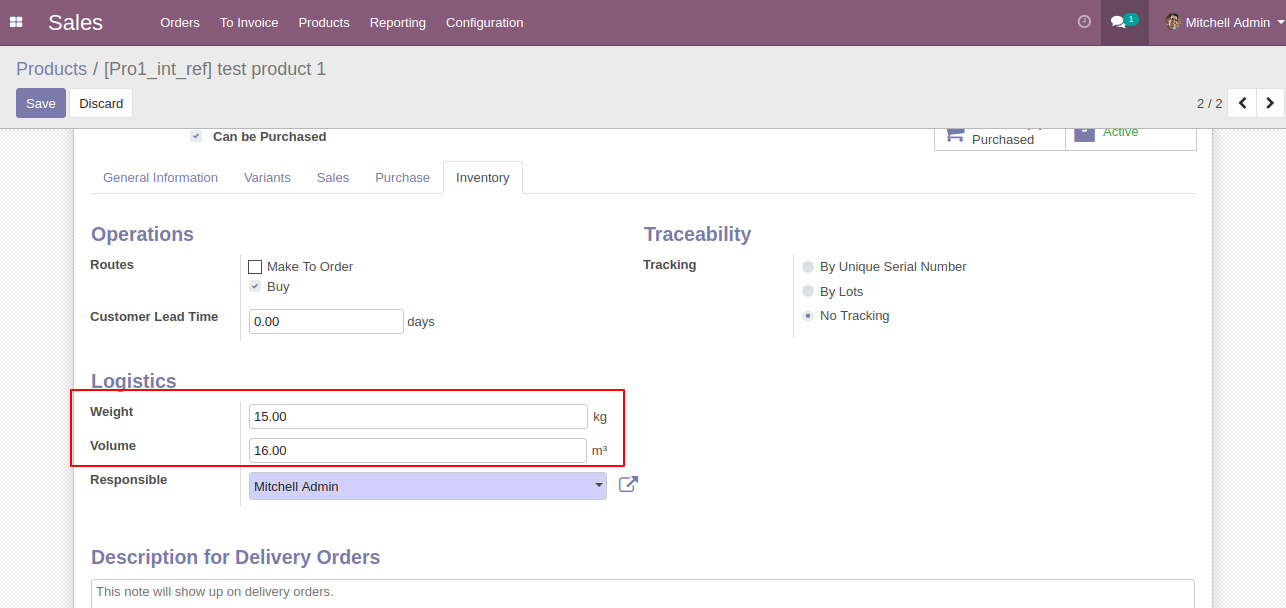 Sales Orders To Invoice Products Reporting Configuration 1 Mitchell Admin
Products / [Pro1_int_ref] test product 1
Save Discard 2 / 2
Can be Purchased
Purchased
Active
General Information Variants Sales Purchase Inventory
Operations Traceability
Routes Make To Order Tracking By Unique Serial Number
Buy By Lots
Customer Lead Time 0.00 days No Tracking
Logistics
Weight 15.00 kg
Volume 16.00 m³
Responsible Mitchell Admin
Description for Delivery Orders
This note will show up on delivery orders.